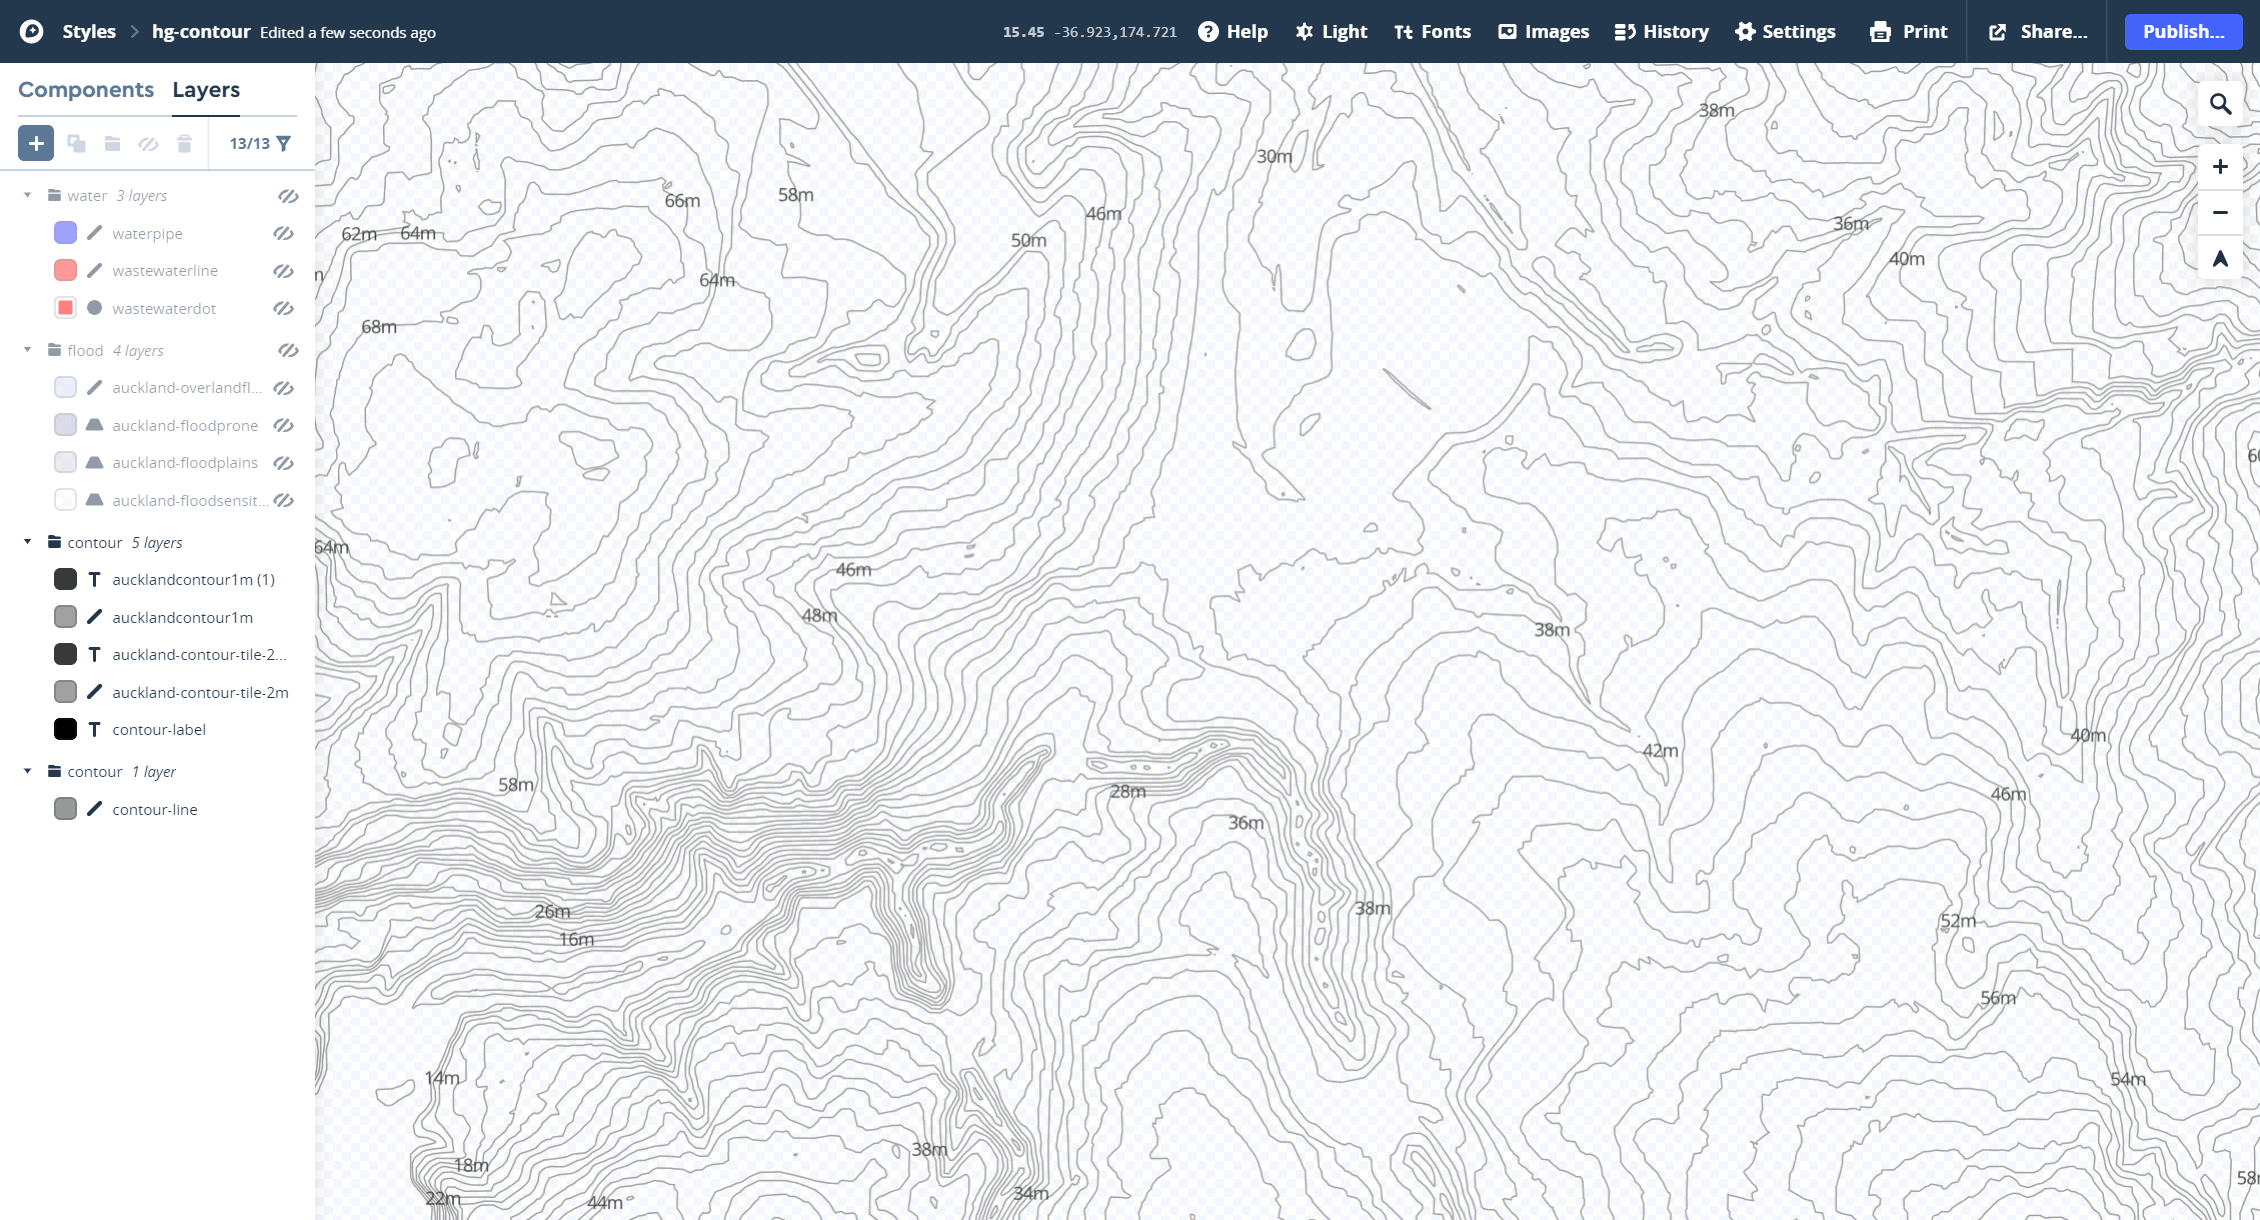 Styles hg-contour Edited a few seconds ago 15.45 -36.923,174.721 Help Light Fonts Images History Settings Print Share... Publish...
Components Layers
13/13
water 3 layers
waterpipe
wastewaterline
wastewaterdot
flood 4 layers
auckland-overlandfl...
auckland-floodprone
auckland-floodplains
auckland-floodsensit...
contour 5 layers
aucklandcontour1m (1)
aucklandcontour1m
auckland-contour-tile-2...
auckland-contour-tile-2m
contour-label
contour 1 layer
contour-line
38m
30m
66m
58m
46m
36m
62m
64m
50m
40m
64m
68m
64m
46m
48m
38m
40m
42m
58m
28m
46m
36m
26m
38m
52m
16m
56m
14m
54m
38m
18m
34m
22m
44m